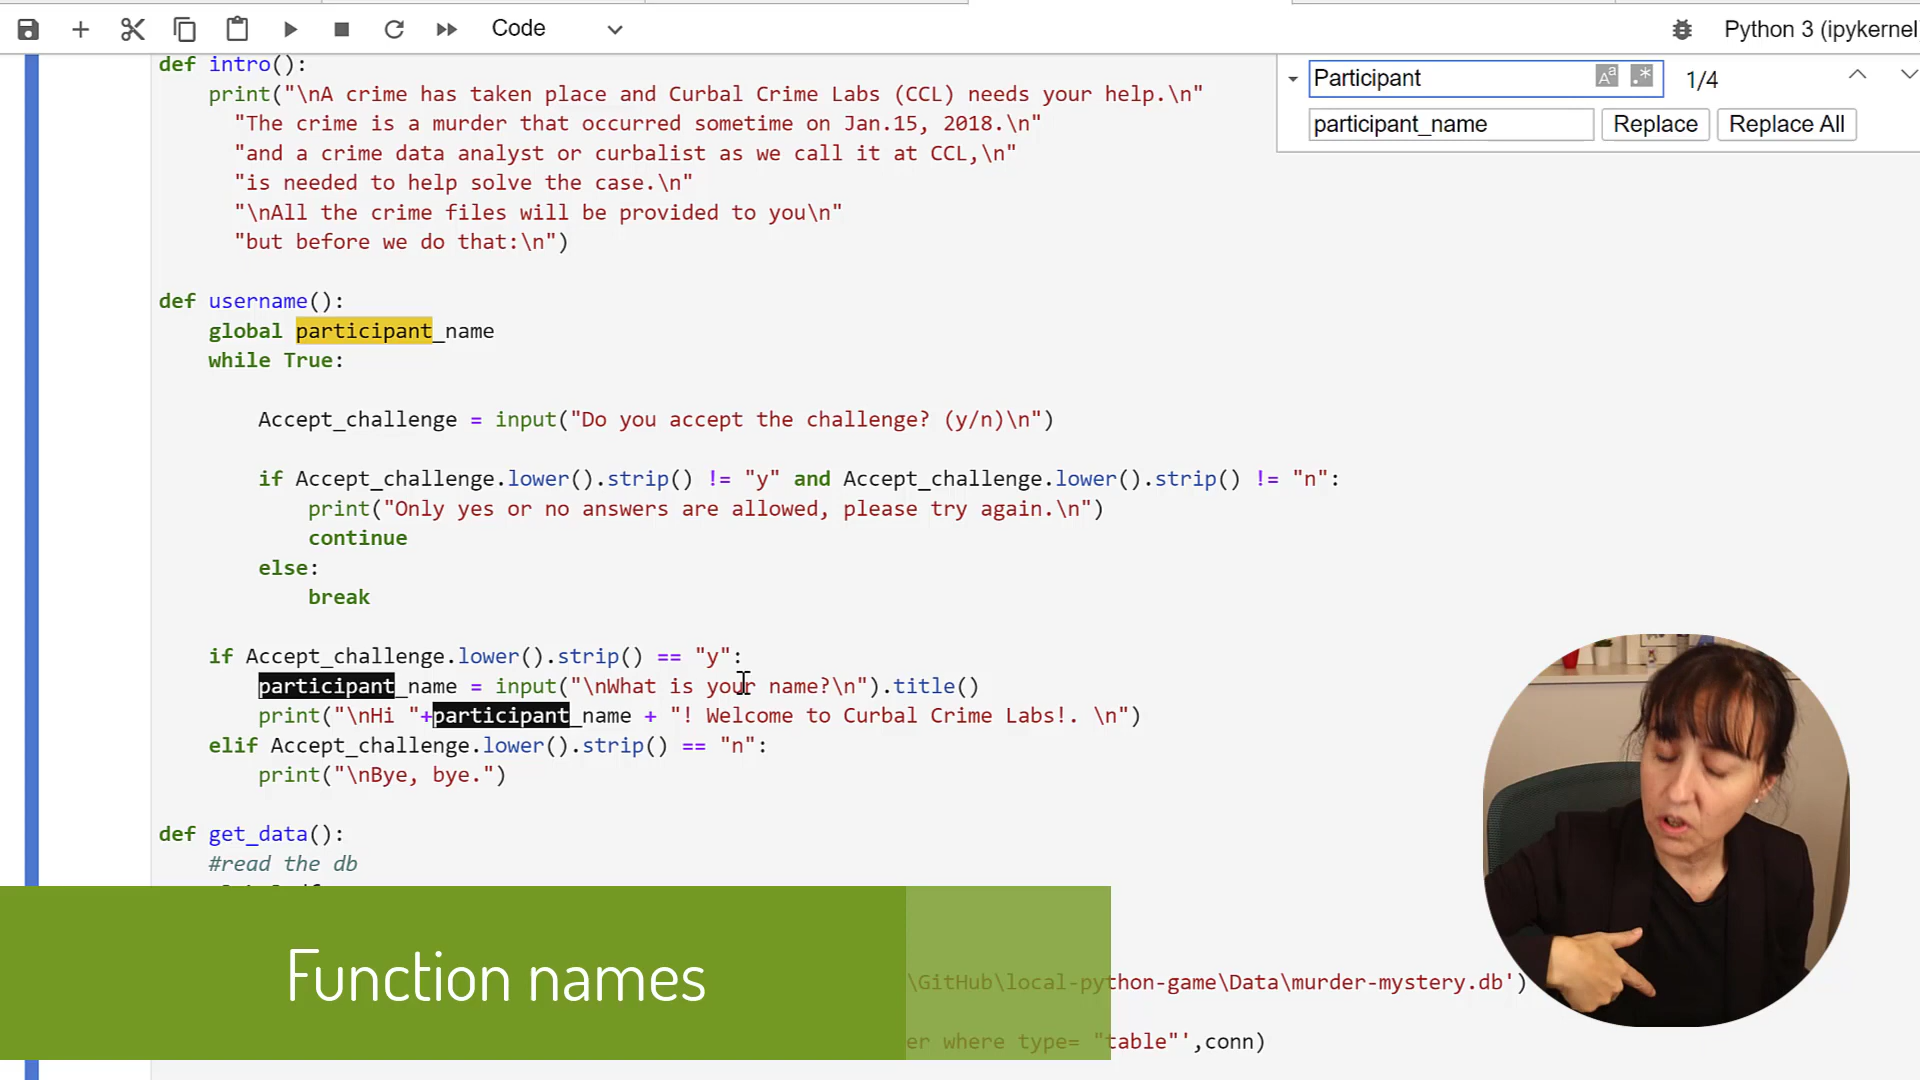 Code
Python 3 (ipykernel
def intro():
Participant
1/4
print("\nA crime has taken place and Curbal Crime Labs (CCL) needs your help.\n"
"The crime is a murder that occurred sometime on Jan.15, 2018.\n"
participant_name
Replace
Replace All
"and a crime data analyst or curbalist as we call it at CCL,\n"
"is needed to help solve the case.\n"
"\nAll the crime files will be provided to you\n"
"but before we do that:\n")
def username():
global participant_name
while True:
Accept_challenge = input("Do you accept the challenge? (y/n)\n")
if Accept_challenge.lower().strip() != "y" and Accept_challenge.lower().strip() != "n":
print("Only yes or no answers are allowed, please try again.\n")
continue
else:
break
if Accept_challenge.lower().strip() == "y":
participant_name = input("\nWhat is your name?\n").title()
print("\nHi "+participant_name + "! Welcome to Curbal Crime Labs!. \n")
elif Accept_challenge.lower().strip() == "n":
print("\nBye, bye.")
def get_data():
#read the db
Function names
\GitHub\local-python-game\Data\murder-mystery.db')
er where type= "table"',conn)